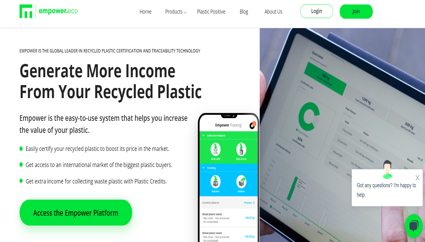 empower.eco
Home
Products
Plastic Positive
Blog
About Us
Login
Join
EMPOWER IS THE GLOBAL LEADER IN RECYCLED PLASTIC CERTIFICATION AND TRACEABILITY TECHNOLOGY
Generate More Income
From Your Recycled Plastic
Empower is the easy-to-use system that helps you increase
the value of your plastic.
Easily certify your recycled plastic to boost its price in the market.
Get access to an international market of the biggest plastic buyers.
Get extra income for collecting waste plastic with Plastic Credits.
Access the Empower Platform
Empower Tracking
Got any questions? I'm happy to
help.